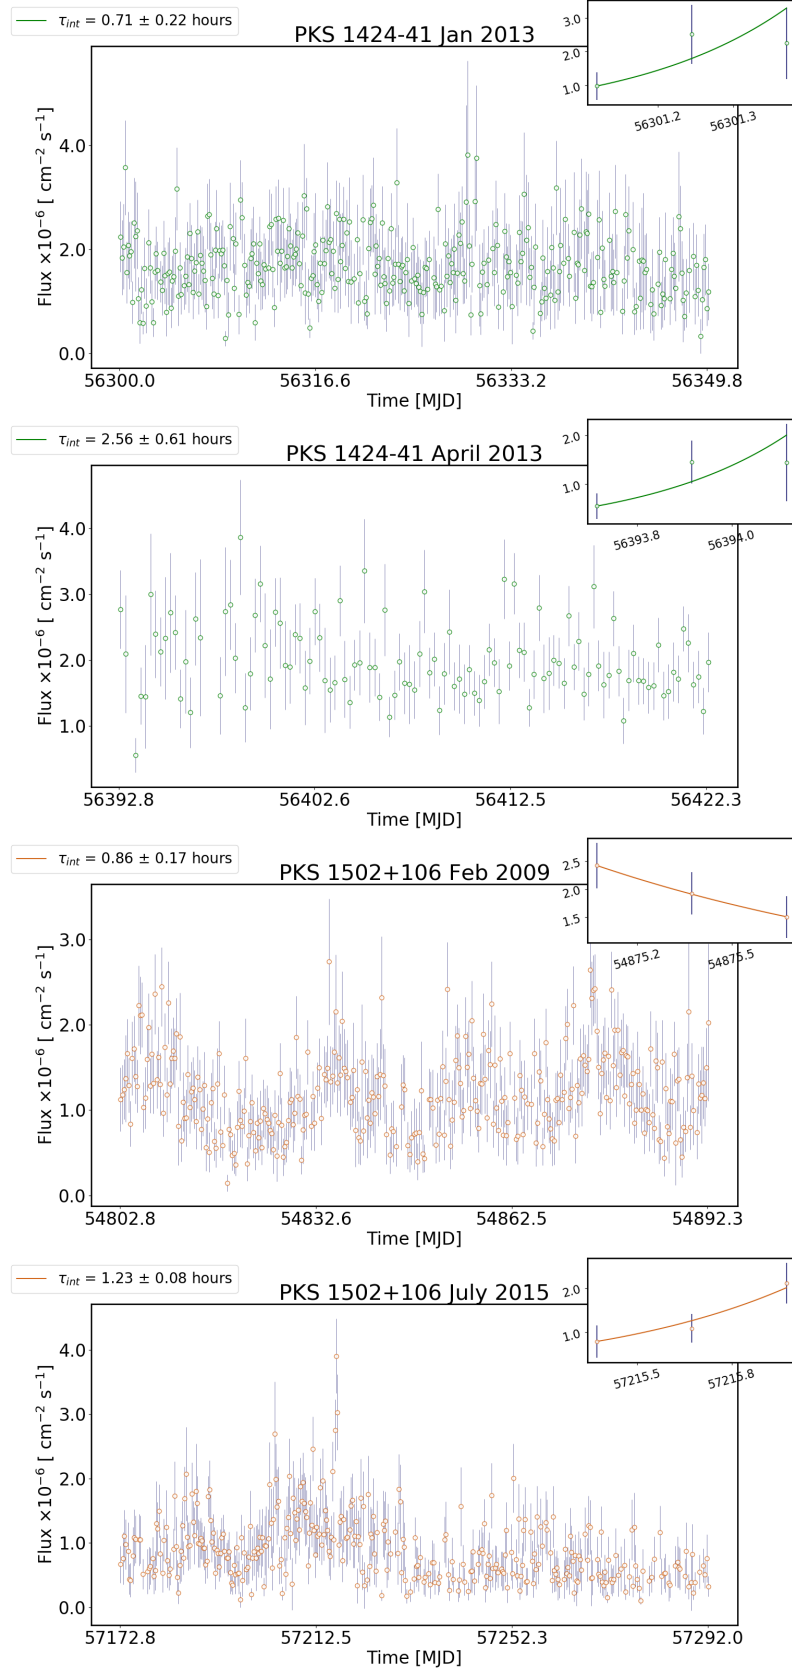 τint = 0.71 ± 0.22 hours
PKS 1424-41 Jan 2013
3.0
2.0
1.0
56301.2 56301.3
Flux ×10−6 [ cm−2 s−1]
4.0
2.0
0.0
56300.0 56316.6 56333.2 56349.8
Time [MJD]
τint = 2.56 ± 0.61 hours
PKS 1424-41 April 2013
2.0
1.0
56393.8 56394.0
Flux ×10−6 [ cm−2 s−1]
4.0
3.0
2.0
1.0
56392.8 56402.6 56412.5 56422.3
Time [MJD]
τint = 0.86 ± 0.17 hours
PKS 1502+106 Feb 2009
2.5
2.0
1.5
54875.2 54875.5
Flux ×10−6 [ cm−2 s−1]
3.0
2.0
1.0
0.0
54802.8 54832.6 54862.5 54892.3
Time [MJD]
τint = 1.23 ± 0.08 hours
PKS 1502+106 July 2015
2.0
1.0
57215.5 57215.8
Flux ×10−6 [ cm−2 s−1]
4.0
3.0
2.0
1.0
0.0
57172.8 57212.5 57252.3 57292.0
Time [MJD]